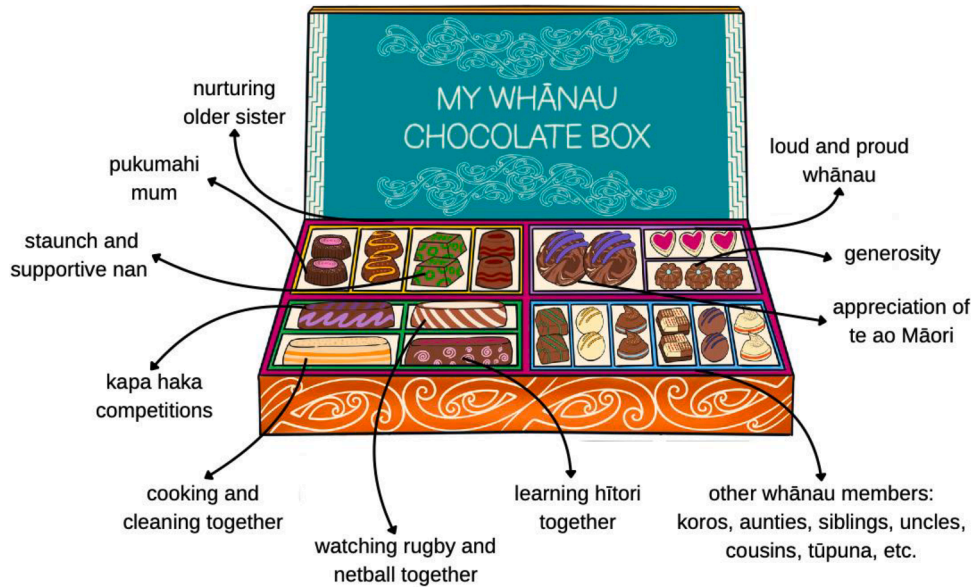 MY WHĀNAU
CHOCOLATE BOX
nurturing
older sister
pukumahi
mum
staunch and
supportive nan
kapa haka
competitions
cooking and
cleaning together
watching rugby and
netball together
learning hītori
together
other whānau members:
koros, aunties, siblings, uncles,
cousins, tūpuna, etc.
appreciation of
te ao Māori
generosity
loud and proud
whānau